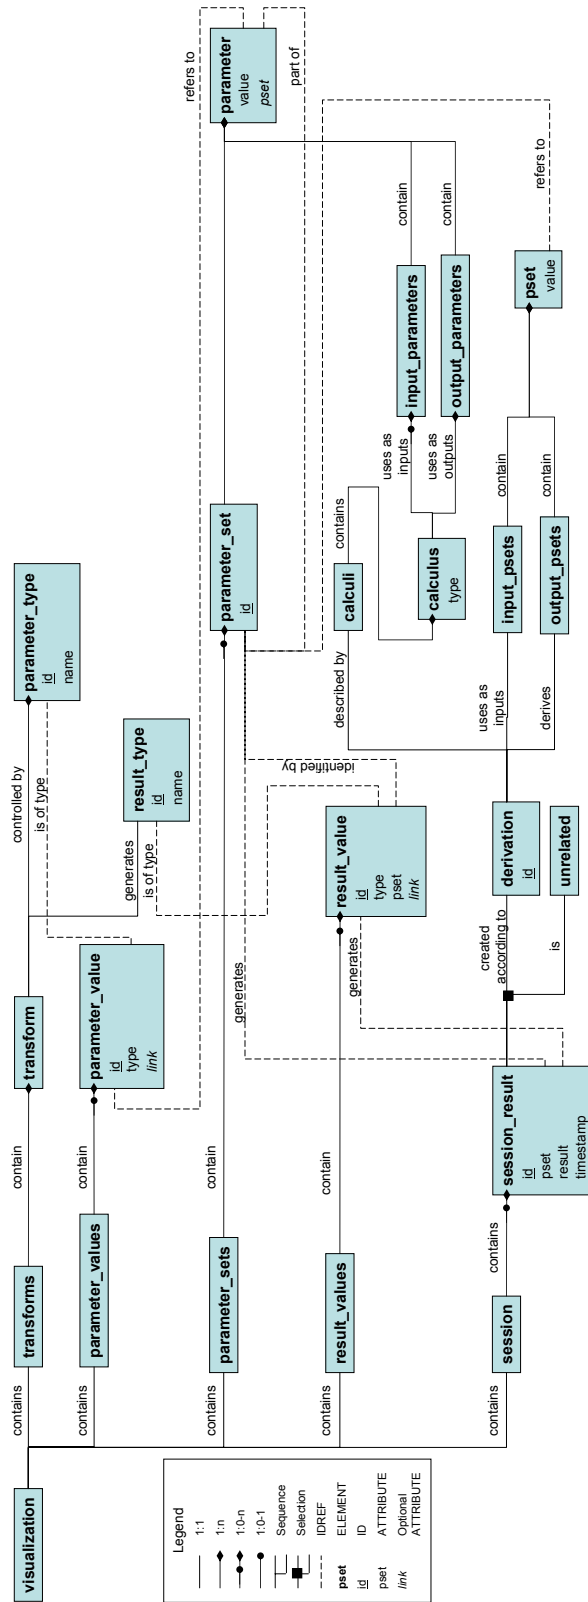 visualization
contains
transforms
contain
transform
controlled by
parameter_type
id
name
generates
result_type
id
name
is of type
is of type
contains
parameter_values
contain
parameter_value
id
type
link
refers to
contains
parameter_sets
contain
parameter_set
id
parameter
value
pset
part of
generates
identified by
contains
result_values
contain
result_value
id
type
pset
link
generates
contains
session
contains
session_result
id
pset
result
timestamp
created
according to
derivation
id
is
unrelated
described by
calculi
contains
calculus
type
uses as
inputs
input_parameters
contain
uses as
outputs
output_parameters
contain
uses as
inputs
input_psets
contain
derives
output_psets
contain
pset
value
refers to
Legend
1:1
1:n
1:0-n
1:0-1
Sequence
Selection
IDREF
pset ELEMENT
id ID
pset ATTRIBUTE
link Optional
ATTRIBUTE